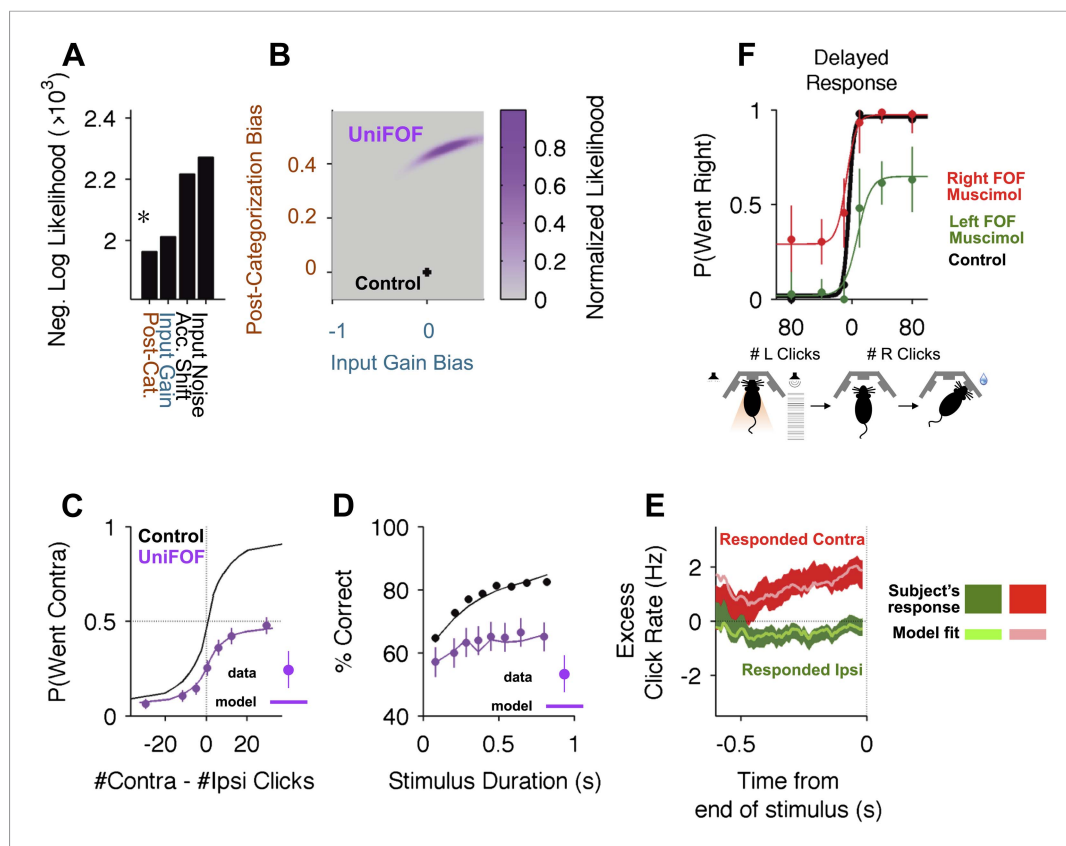 A
Neg. Log Likelihood ( >10³)
2.4
2.2
2
*
Post-Cat.
Input Gain
Acc. Shift
Input Noise
B
Post-Categorization Bias
0.4
0.2
0
UniFOF
Control
-1
0
Input Gain Bias
0.8
0.6
0.4
0.2
0
Normalized Likelihood
F
Delayed
Response
P(Went Right)
1
0.5
0
80
0
80
# L Clicks
# R Clicks
Right FOF
Muscimol
Left FOF
Muscimol
Control
C
P(Went Contra)
1
0.5
0
Control
UniFOF
data
model
-20
0
20
#Contra - #Ipsi Clicks
D
% Correct
100
80
60
40
data
model
0
0.5
1
Stimulus Duration (s)
E
Excess
Click Rate (Hz)
2
0
-2
Responded Contra
Responded Ipsi
-0.5
0
Time from
end of stimulus (s)
Subject's
response
Model fit